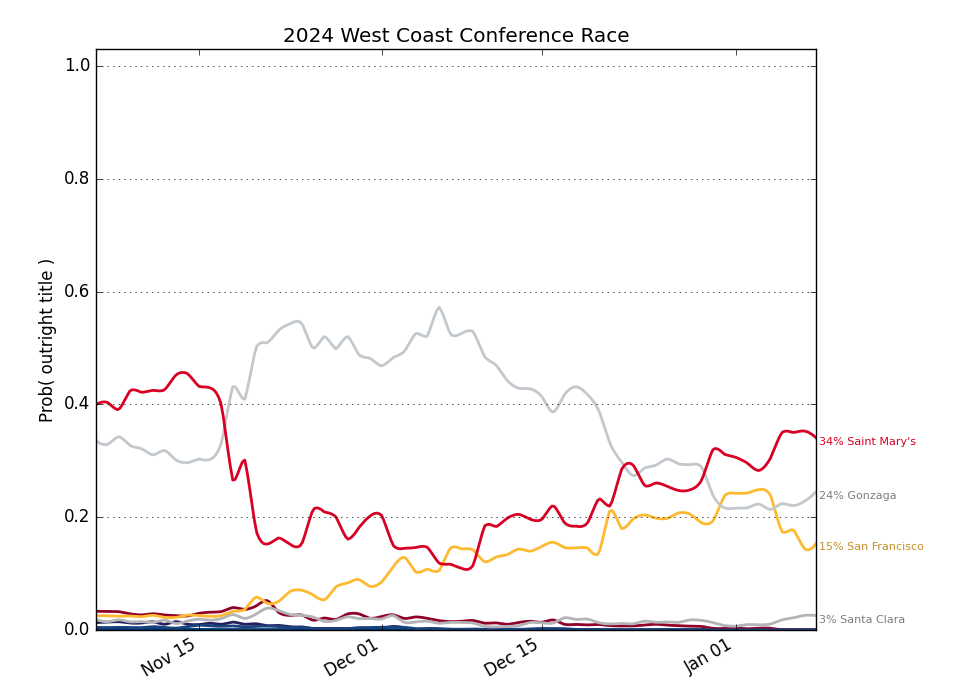 2024 West Coast Conference Race
Prob( outright title )
1.0
0.8
0.6
0.4
0.2
0.0
34% Saint Mary's
24% Gonzaga
15% San Francisco
3% Santa Clara
Nov 15
Dec 01
Dec 15
Jan 01